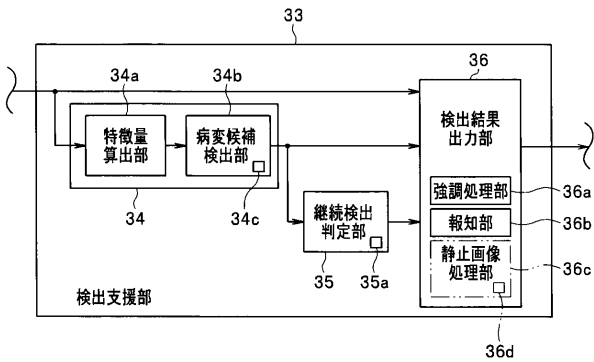 33
34a
34b
36
特徴量
算出部
病変候補
検出部
検出結果
出力部
34
34c
強調処理部
36a
継続検出
判定部
報知部
36b
静止画像
処理部
36c
35
35a
検出支援部
36d